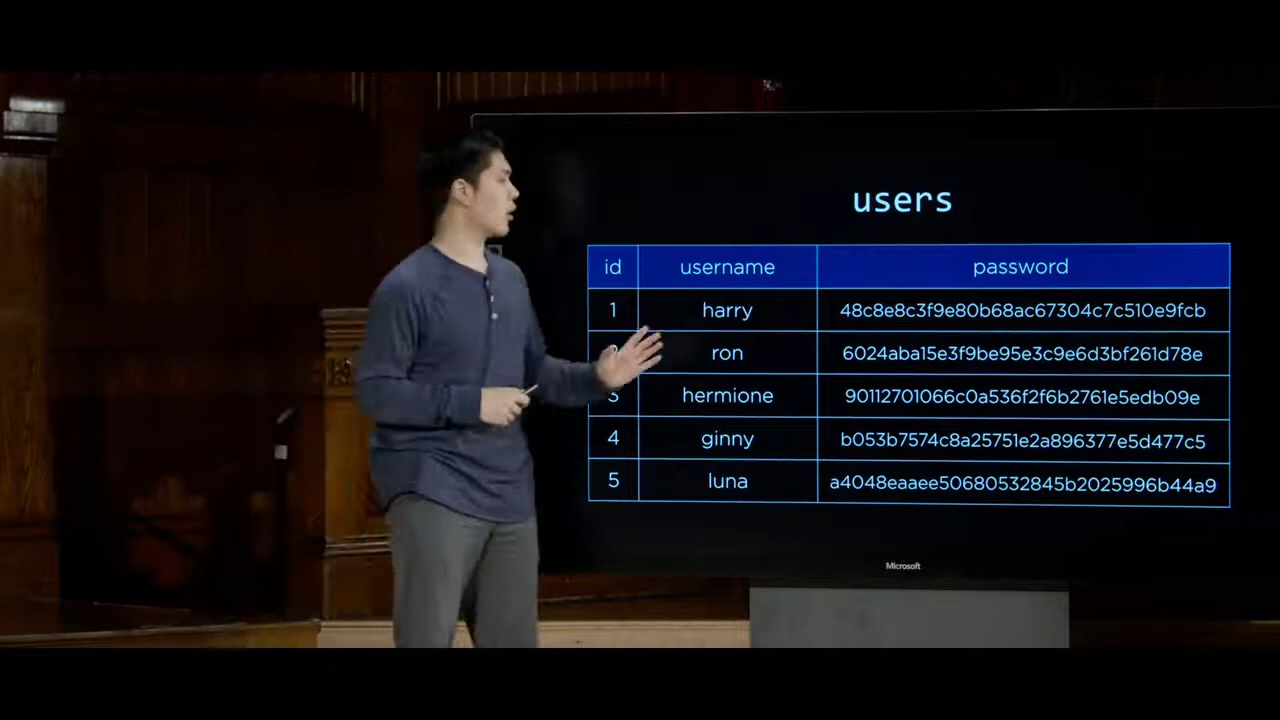 users
id username password
1 harry 48c8e8c3f9e80b68ac67304c7c510e9fcb
ron 6024aba15e3f9be95e3c9e6d3bf261d78e
3 hermione 90112701066c0a536f2f6b2761e5edb09e
4 ginny b053b7574c8a25751e2a896377e5d477c5
5 luna a4048eaaee50680532845b2025996b44a9
Microsoft